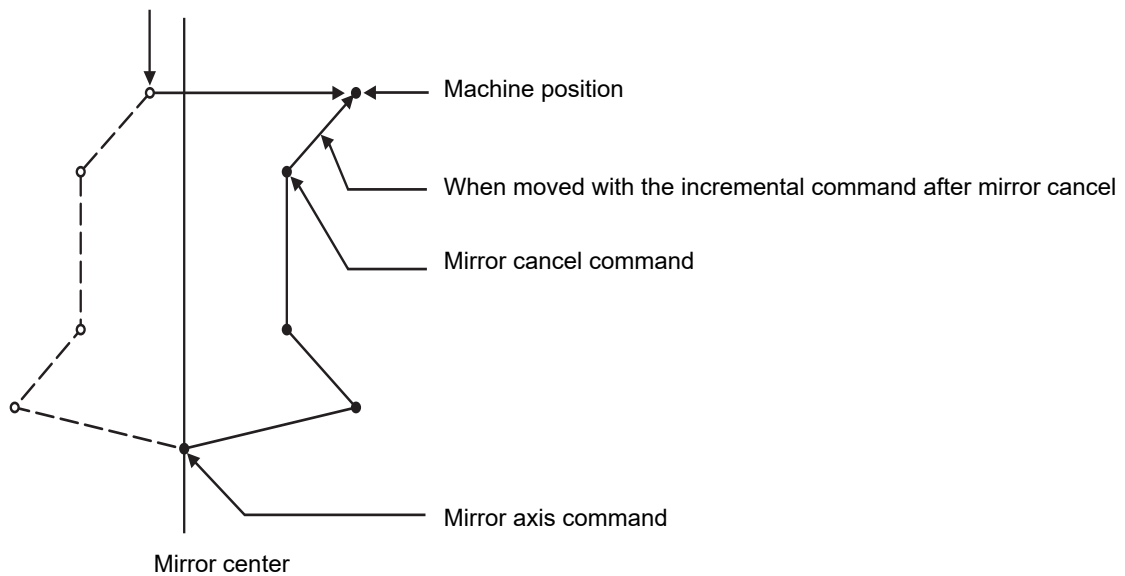 Machine position
When moved with the incremental command after mirror cancel
Mirror cancel command
Mirror axis command
Mirror center